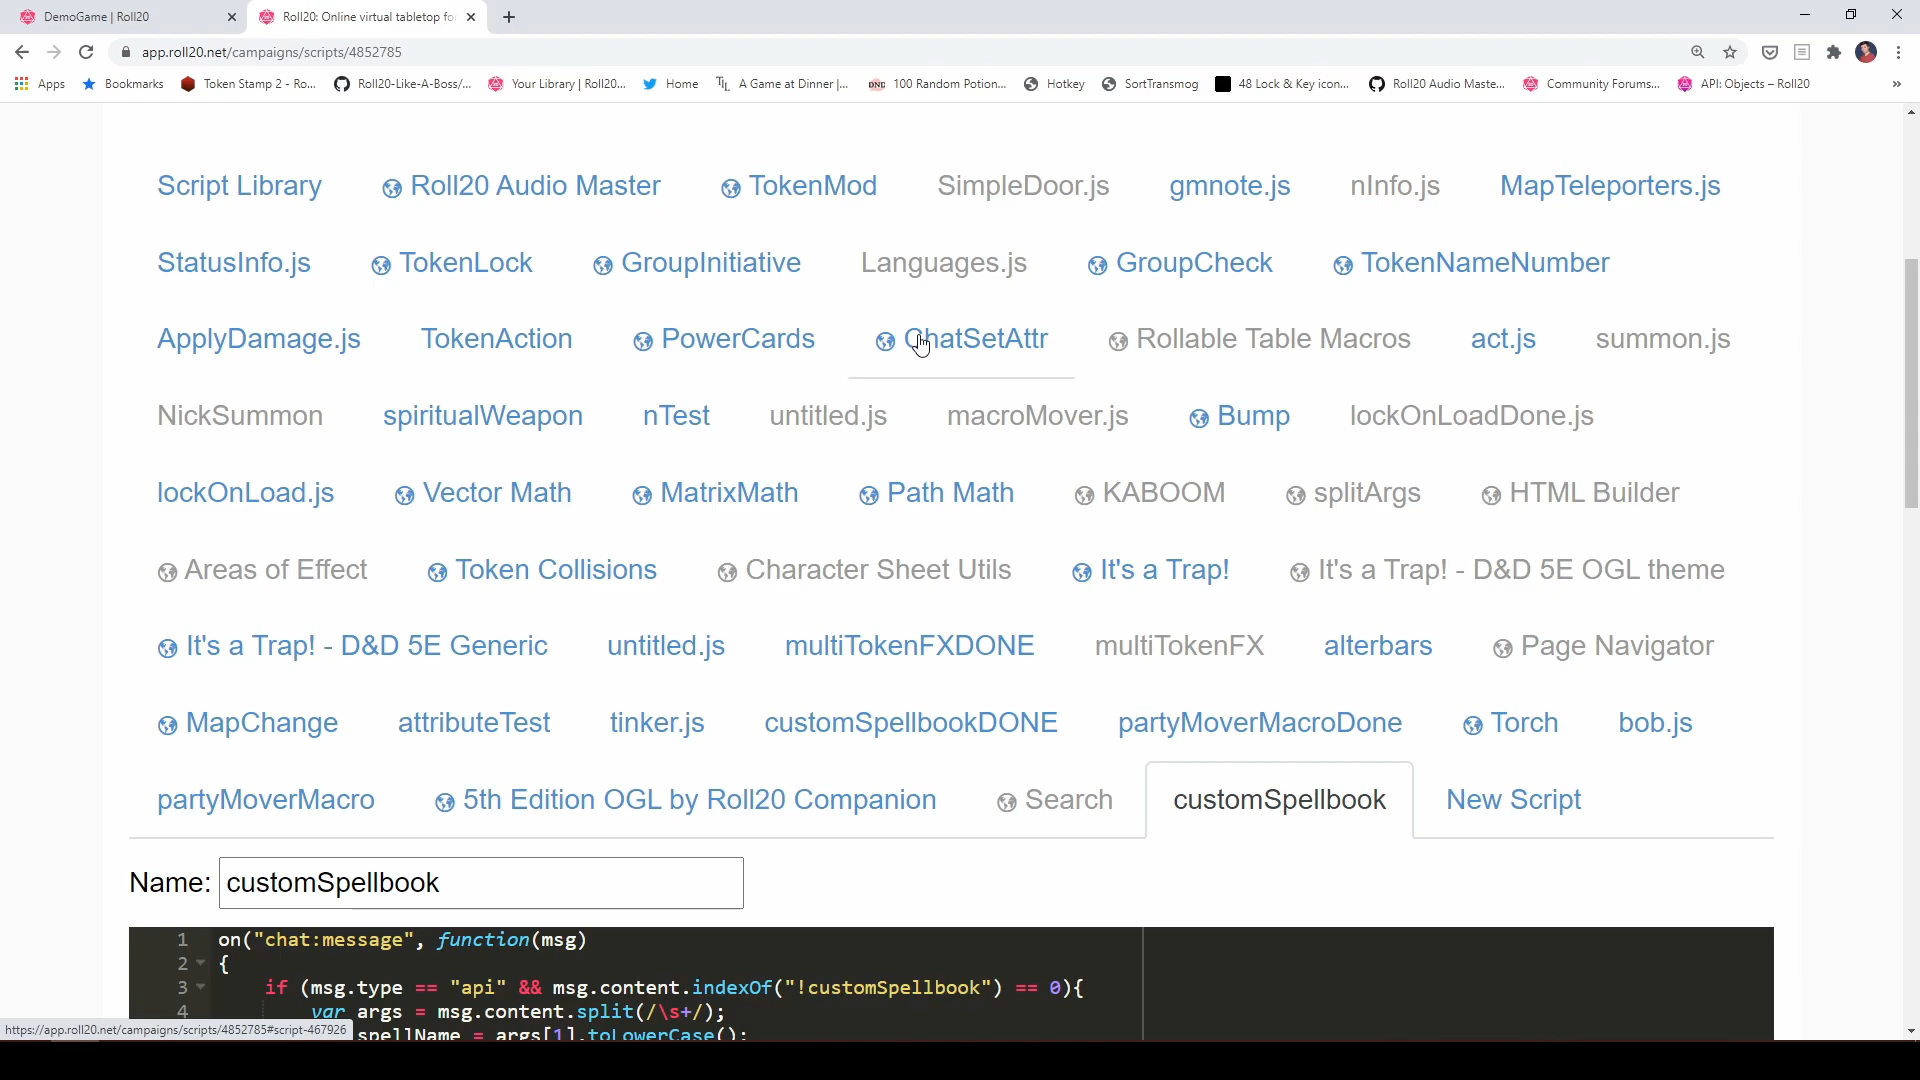 DemoGame | Roll20
Roll20: Online virtual tabletop fo
app.roll20.net/campaigns/scripts/4852785
Apps Bookmarks Token Stamp 2 - Ro... Roll20-Like-A-Boss/... Your Library | Roll20... Home A Game at Dinner |... 100 Random Potion... Hotkey SortTransmog 48 Lock & Key icon... Roll20 Audio Maste... Community Forums... API: Objects – Roll20 »
Script Library Roll20 Audio Master TokenMod SimpleDoor.js gmnote.js nInfo.js MapTeleporters.js
StatusInfo.js TokenLock GroupInitiative Languages.js GroupCheck TokenNameNumber
ApplyDamage.js TokenAction PowerCards ChatSetAttr Rollable Table Macros act.js summon.js
NickSummon spiritualWeapon nTest untitled.js macroMover.js Bump lockOnLoadDone.js
lockOnLoad.js Vector Math MatrixMath Path Math KABOOM splitArgs HTML Builder
Areas of Effect Token Collisions Character Sheet Utils It's a Trap! It's a Trap! - D&D 5E OGL theme
It's a Trap! - D&D 5E Generic untitled.js multiTokenFXDONE multiTokenFX alterbars Page Navigator
MapChange attributeTest tinker.js customSpellbookDONE partyMoverMacroDone Torch bob.js
partyMoverMacro 5th Edition OGL by Roll20 Companion Search customSpellbook New Script
Name: customSpellbook
1 on("chat:message", function(msg)
2 {
3 if (msg.type == "api" && msg.content.indexOf("!customSpellbook") == 0){
4 var args = msg.content.split(/\s+/);
spellName = args[1].toLowerCase();
https://app.roll20.net/campaigns/scripts/4852785#script-467926